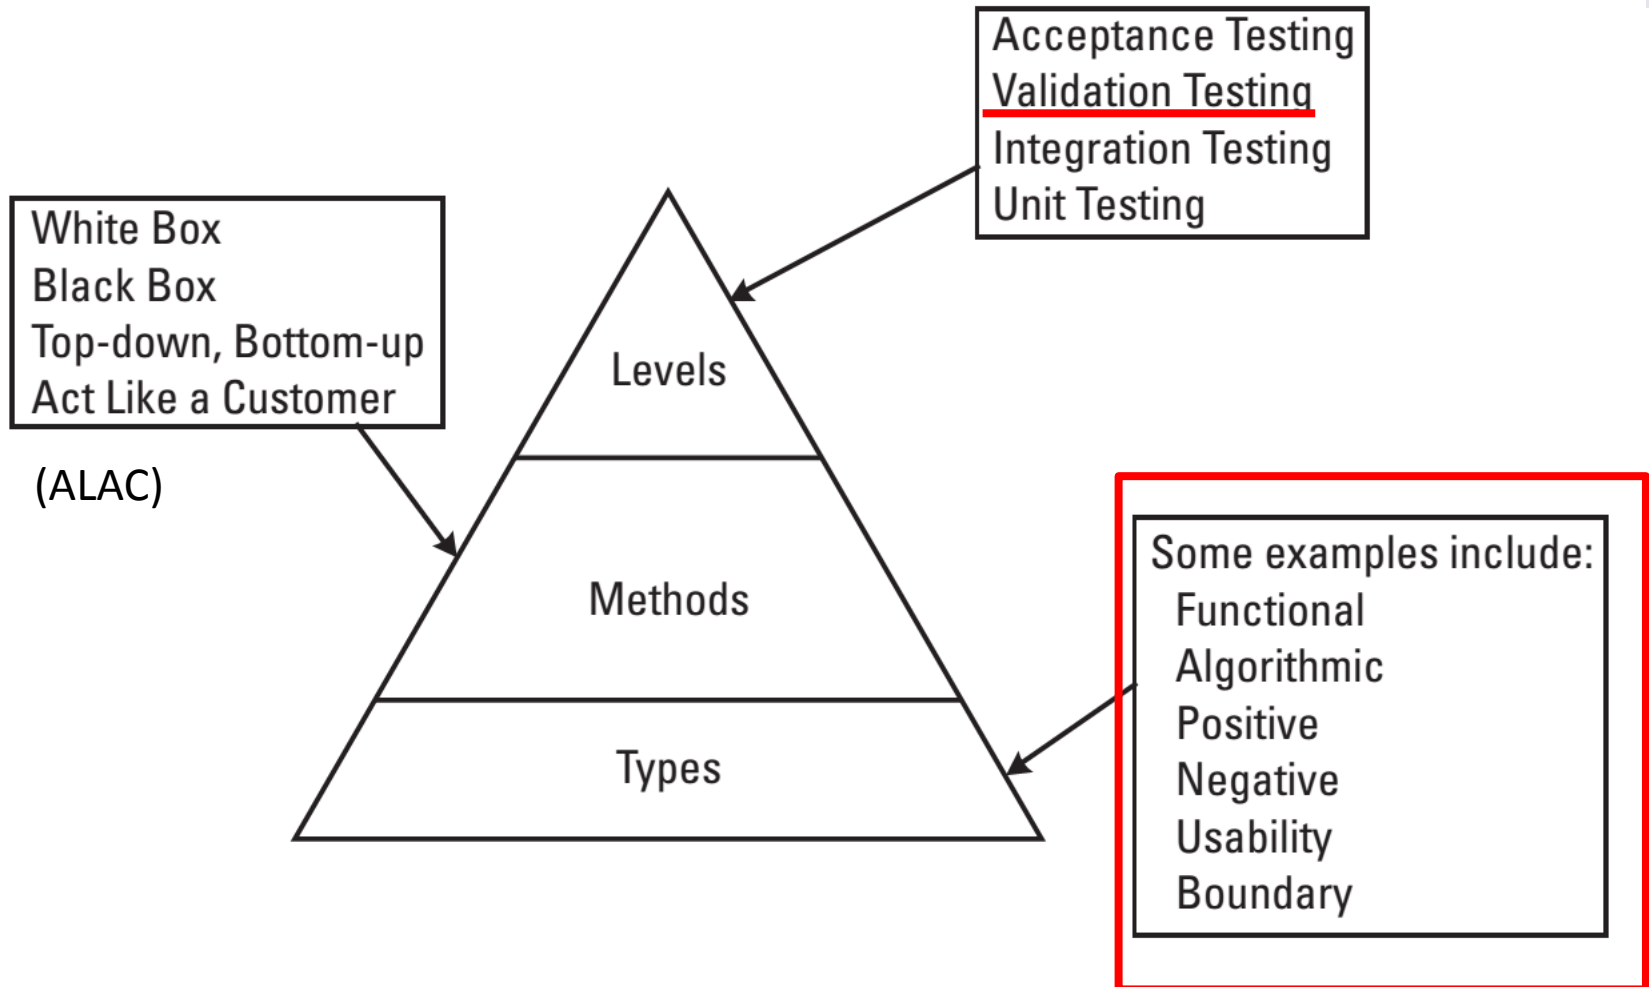 Acceptance Testing
Validation Testing
Integration Testing
Unit Testing
White Box
Black Box
Top-down, Bottom-up
Act Like a Customer
(ALAC)
Levels
Methods
Types
Some examples include:
Functional
Algorithmic
Positive
Negative
Usability
Boundary